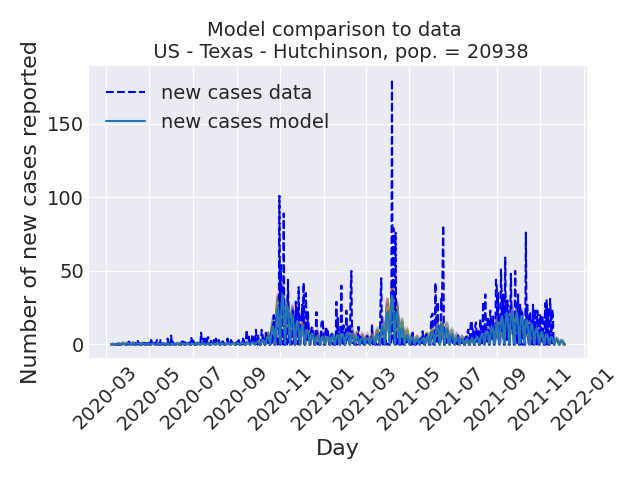 Model comparison to data
US - Texas - Hutchinson, pop. = 20938
new cases data
new cases model
Number of new cases reported
150
100
50
0
2020-03
2020-05
2020-07
2020-09
2020-11
2021-01
2021-03
2021-05
2021-07
2021-09
2021-11
2022-01
Day